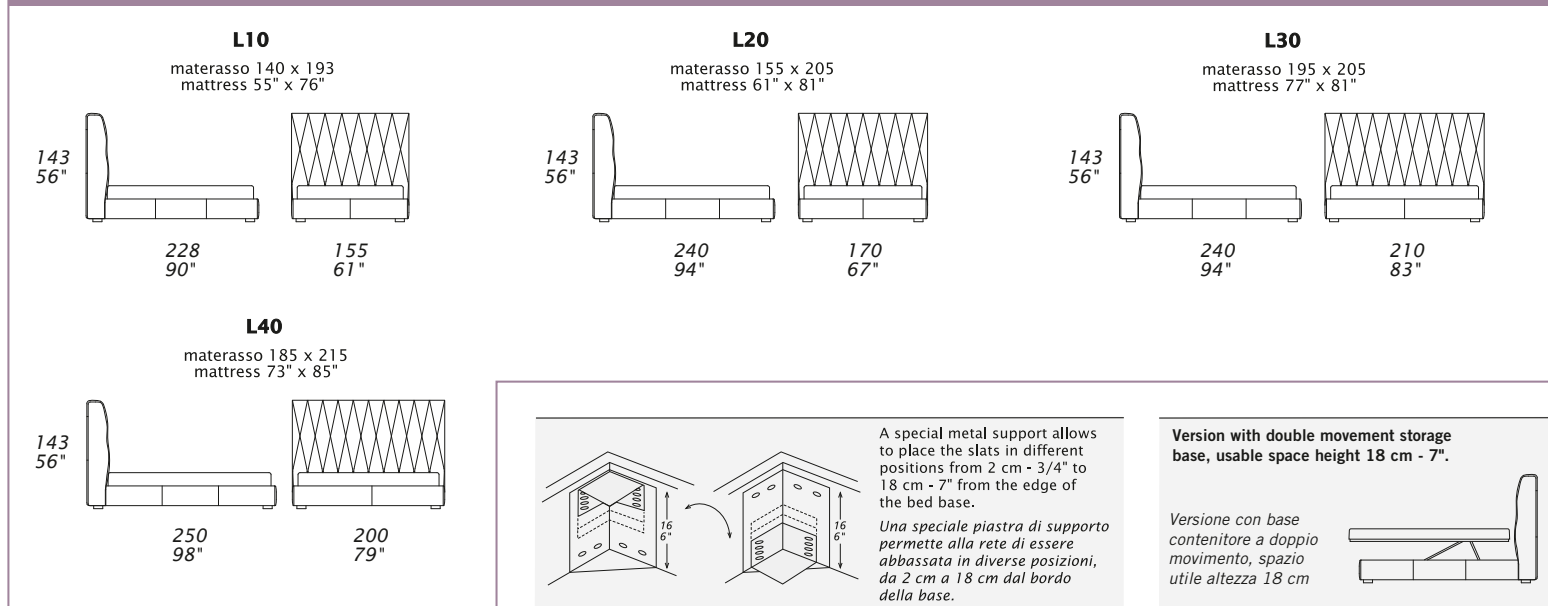 L10
materasso 140 x 193
mattress 55" x 76"
143
56"
228
90"
155
61"
L20
materasso 155 x 205
mattress 61" x 81"
143
56"
240
94"
170
67"
L30
materasso 195 x 205
mattress 77" x 81"
143
56"
240
94"
210
83"
L40
materasso 185 x 215
mattress 73" x 85"
143
56"
250
98"
200
79"
16
6"
16
6"
A special metal support allows
to place the slats in different
positions from 2 cm - 3/4" to
18 cm - 7" from the edge of
the bed base.
Una speciale piastra di supporto
permette alla rete di essere
abbassata in diverse posizioni,
da 2 cm a 18 cm dal bordo
della base.
Version with double movement storage
base, usable space height 18 cm - 7".
Versione con base
contenitore a doppio
movimento, spazio
utile altezza 18 cm